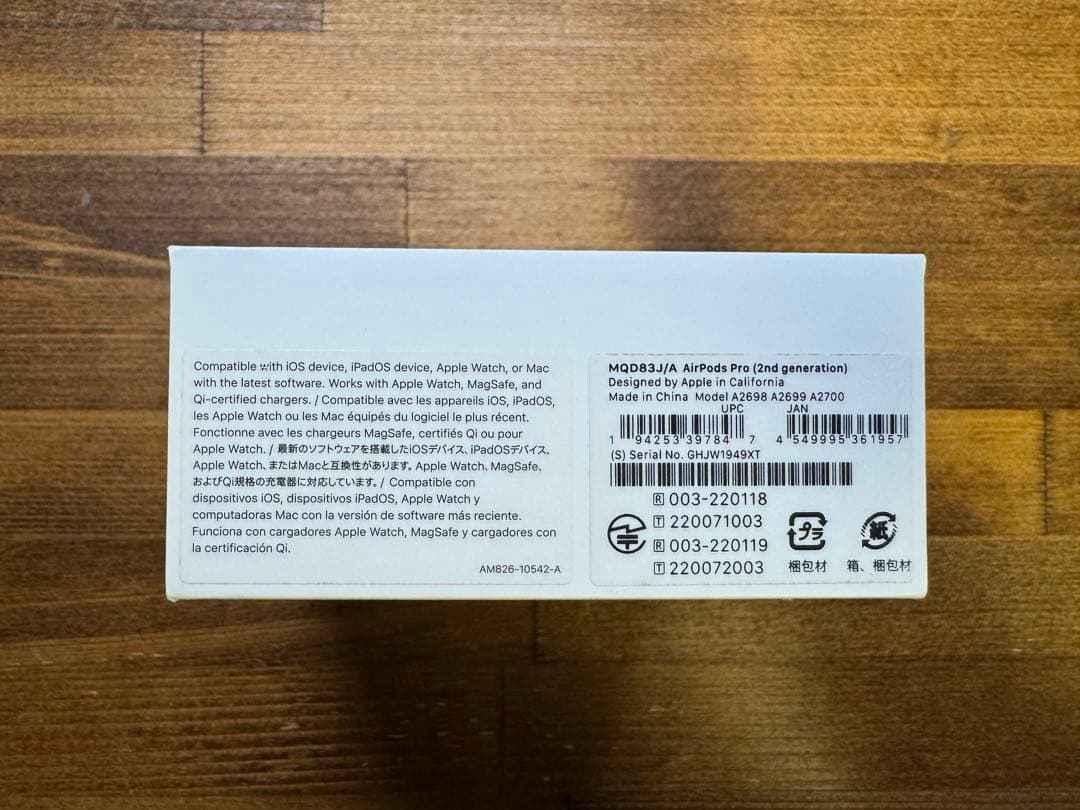 Compatible with iOS device, iPadOS device, Apple Watch, or Mac
with the latest software. Works with Apple Watch, MagSafe, and
Qi-certified chargers. / Compatible avec les appareils iOS, iPadOS,
les Apple Watch ou les Mac équipés du logiciel le plus récent.
Fonctionne avec les chargeurs MagSafe, certifiés Qi ou pour
Apple Watch. / 最新のソフトウェアを搭載したiOSデバイス、iPadOSデバイス、
Apple Watch、またはMacと互換性があります。Apple Watch、MagSafe、
およびQi規格の充電器に対応しています。/ Compatible con
dispositivos iOS, dispositivos iPadOS, Apple Watch y
computadoras Mac con la versión de software más reciente.
Funciona con cargadores Apple Watch, MagSafe y cargadores con
la certificación Qi.
AM826-10542-A
MQD83J/A AirPods Pro (2nd generation)
Designed by Apple in California
Made in China Model A2698 A2699 A2700
UPC JAN
1 94253 39784 7 4 549995 361957
(S) Serial No. GHJW1949XT
R 003-220118
T 220071003
R 003-220119
T 220072003
プラ
梱包材
紙
箱、梱包材